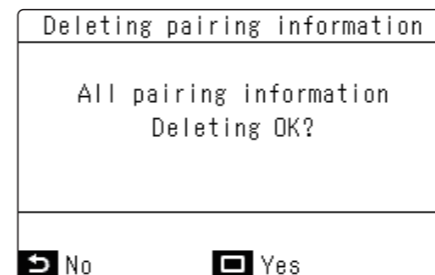 Deleting pairing information
All pairing information
Deleting OK?
No Yes